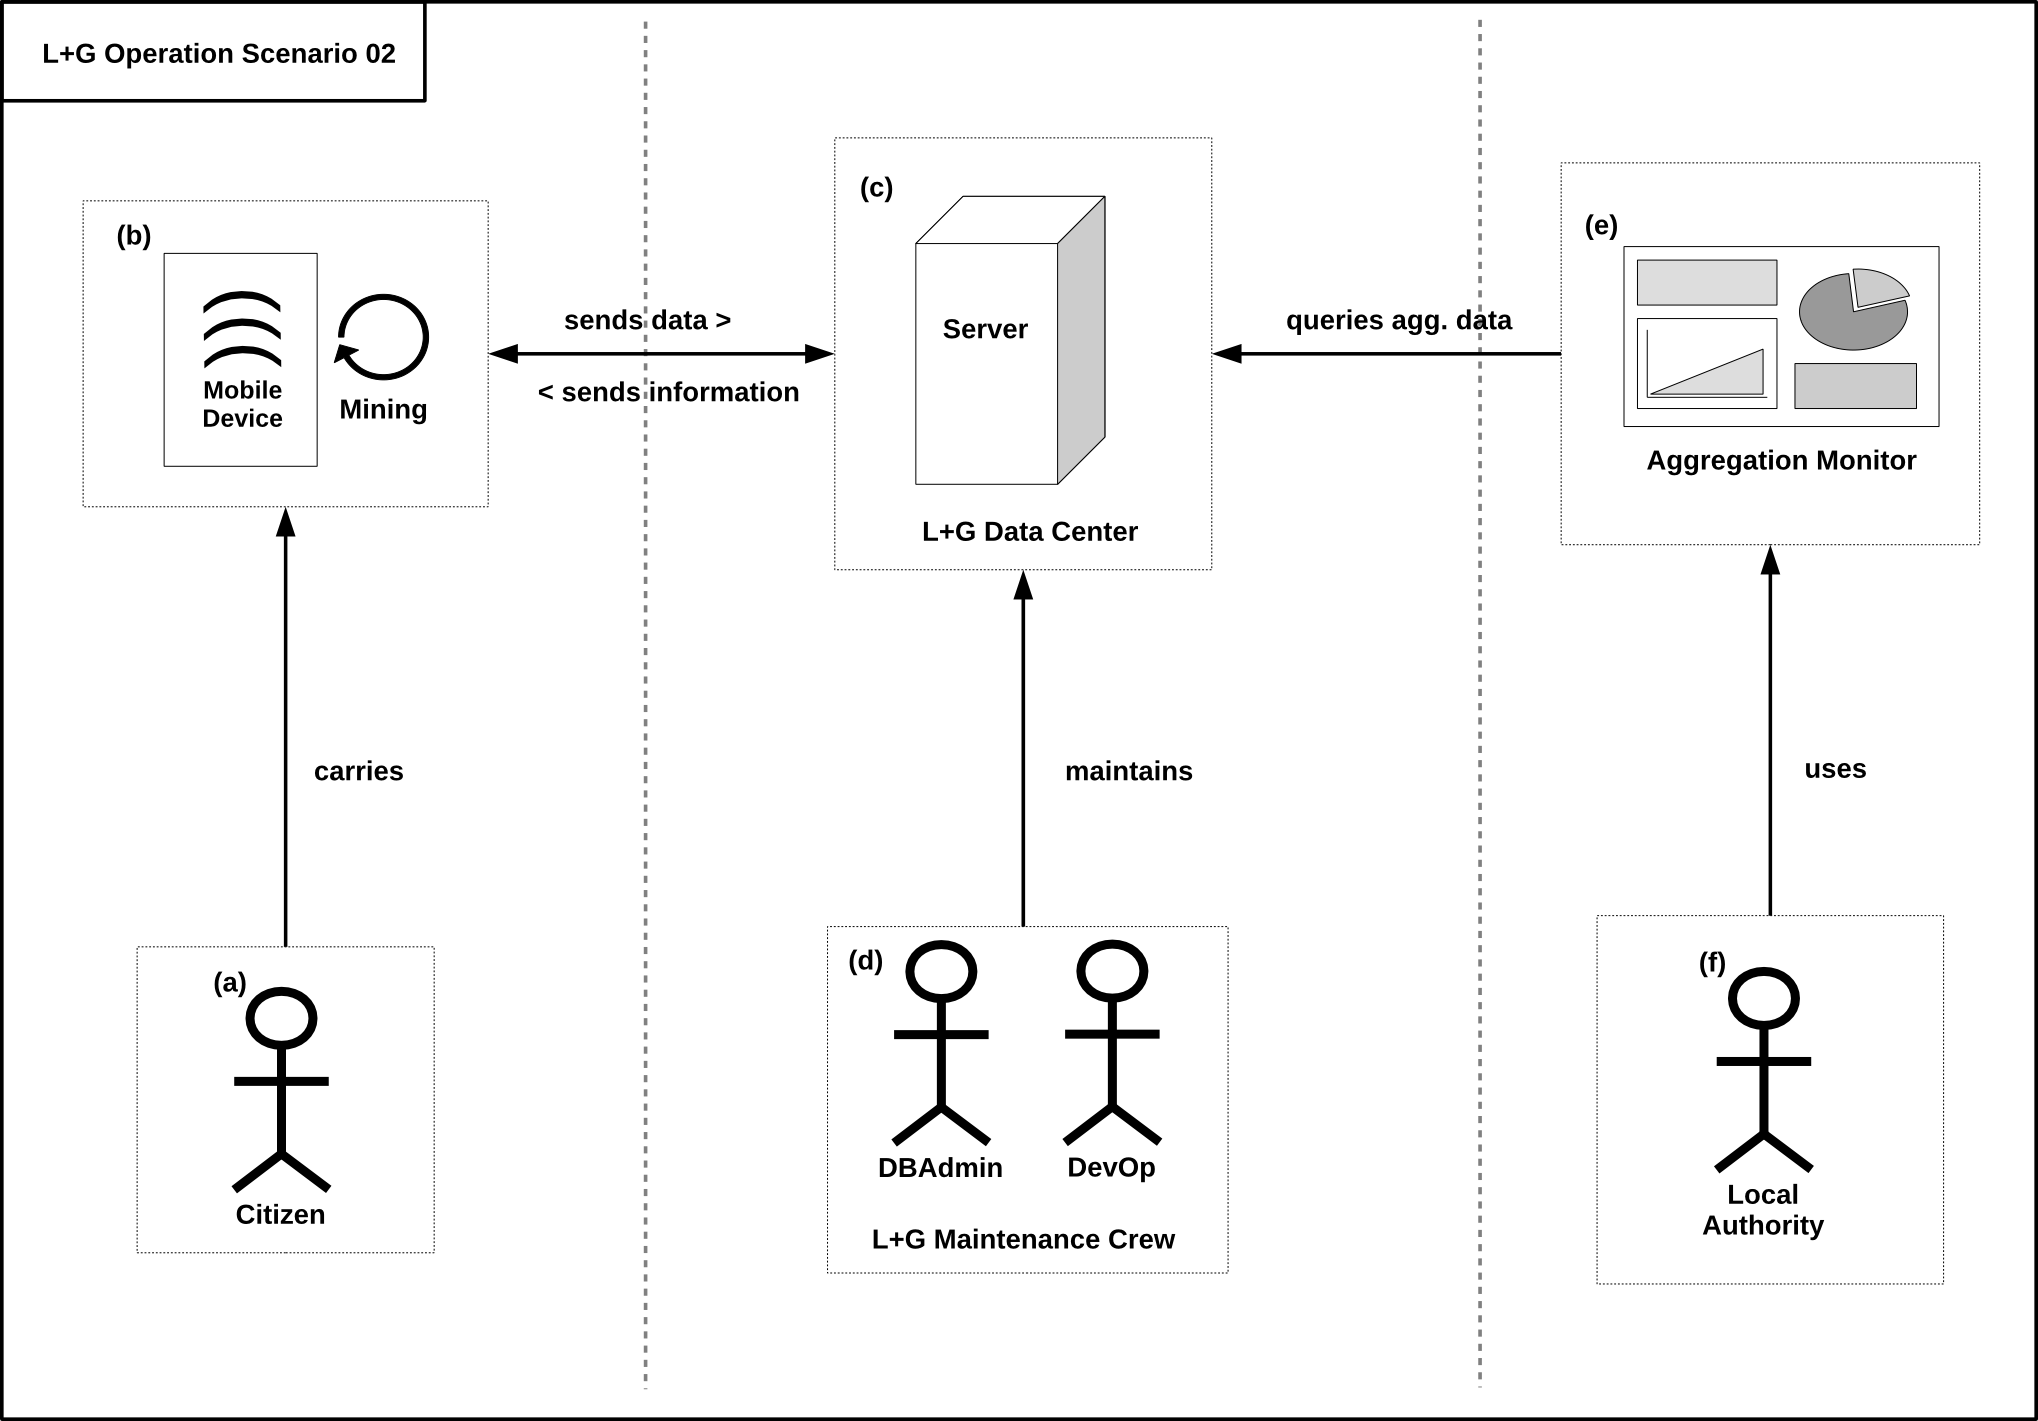 L+G Operation Scenario 02
(b)
Mobile
Device
Mining
sends data >
< sends information
(c)
Server
L+G Data Center
queries agg. data
(e)
Aggregation Monitor
carries
maintains
uses
(a)
Citizen
(d)
DBAdmin
DevOp
L+G Maintenance Crew
(f)
Local
Authority